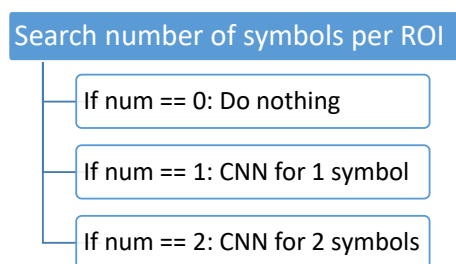 Search number of symbols per ROI
If num == 0: Do nothing
If num == 1: CNN for 1 symbol
If num == 2: CNN for 2 symbols